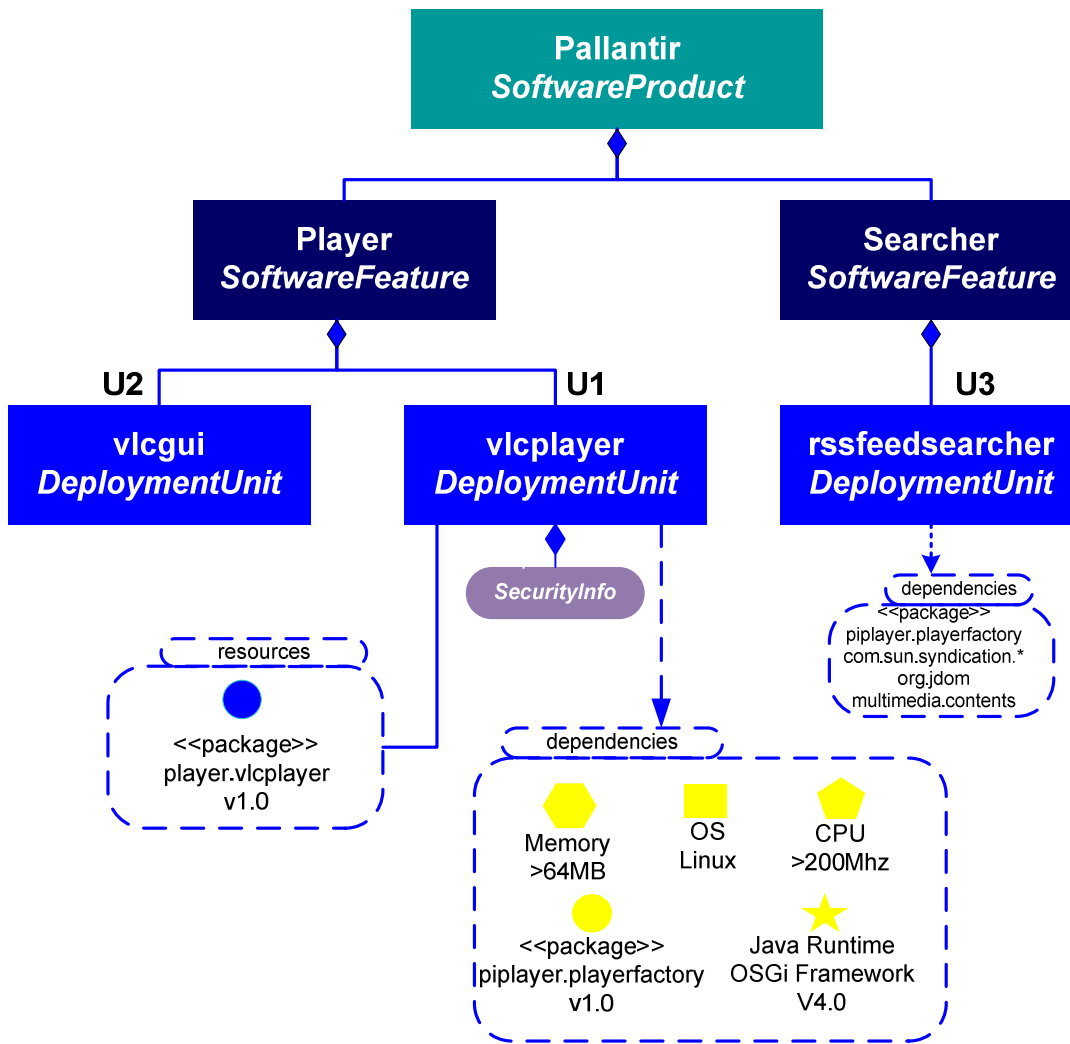 Pallantir
SoftwareProduct
Player
SoftwareFeature
Searcher
SoftwareFeature
U2
U1
U3
vlcgui
DeploymentUnit
vlcplayer
DeploymentUnit
rssfeedsearcher
DeploymentUnit
SecurityInfo
dependencies
<<package>>
piplayer.playerfactory
com.sun.syndication.*
org.jdom
multimedia.contents
resources
<<package>>
player.vlcplayer
v1.0
dependencies
Memory
>64MB
OS
Linux
CPU
>200Mhz
<<package>>
piplayer.playerfactory
v1.0
Java Runtime
OSGi Framework
V4.0